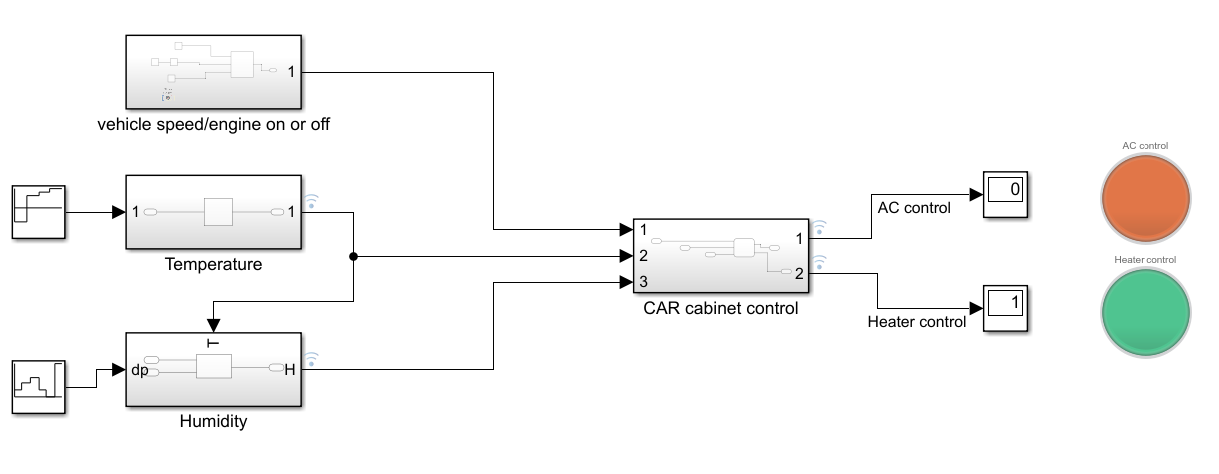 1
vehicle speed/engine on or off
1
1
Temperature
T
dp
H
Humidity
1
2
3
1
2
CAR cabinet control
AC control
0
Heater control
1
AC control
Heater control